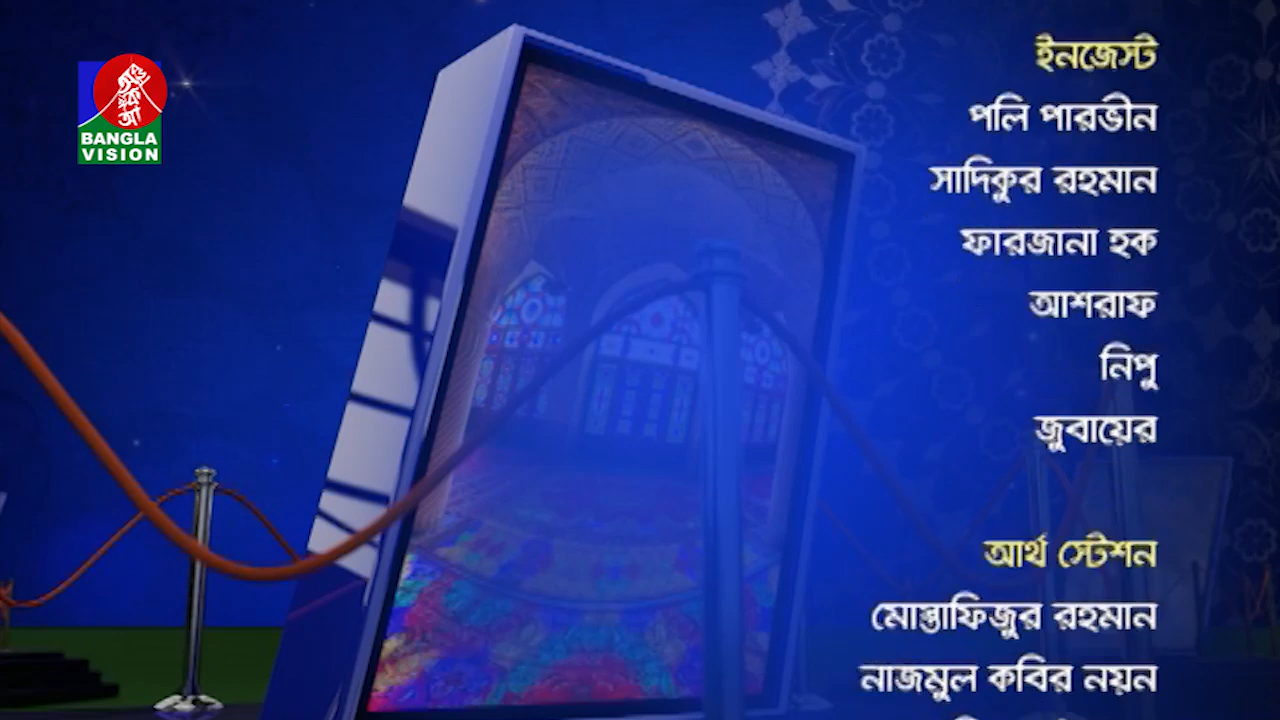 BANGLA
VISION
ইনজেস্ট
পলি পারভীন
সাদিকুর রহমান
ফারজানা হক
আশরাফ
নিপু
জুবায়ের
আর্থ স্টেশন
মোস্তাফিজুর রহমান
নাজমুল কবির নয়ন